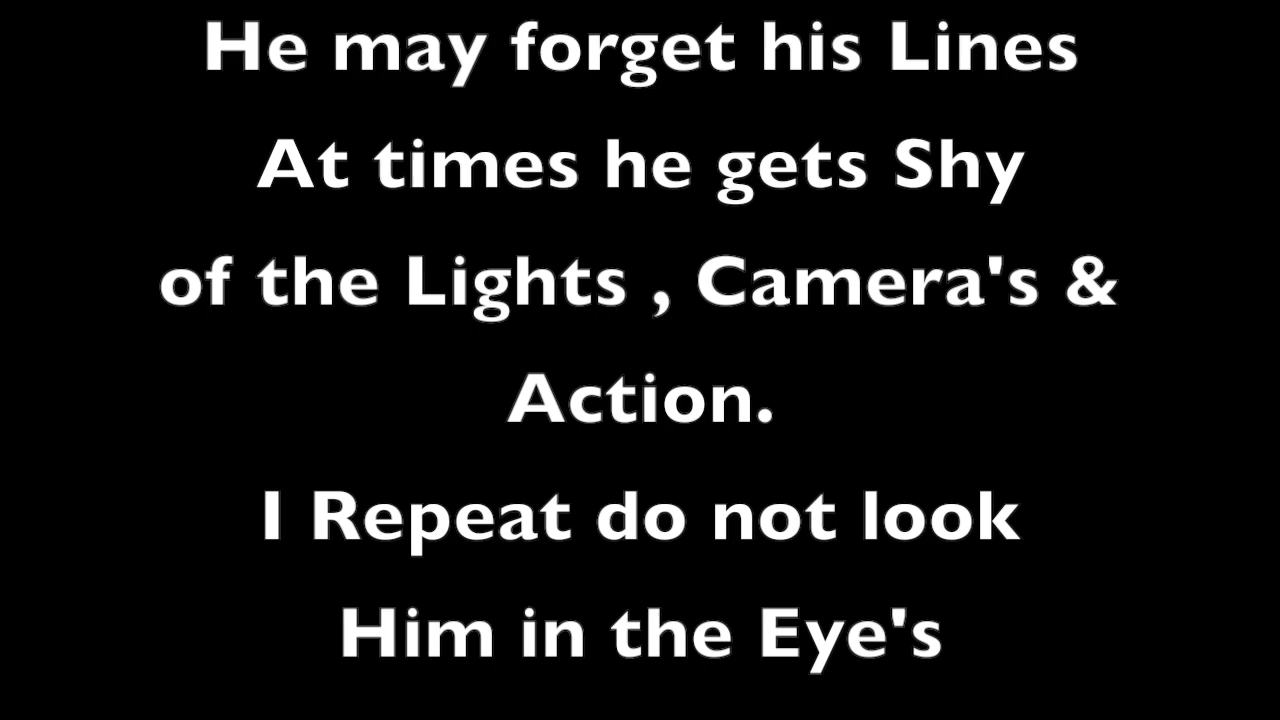 He may forget his Lines
At times he gets Shy
of the Lights , Camera's &
Action.
I Repeat do not look
Him in the Eye's